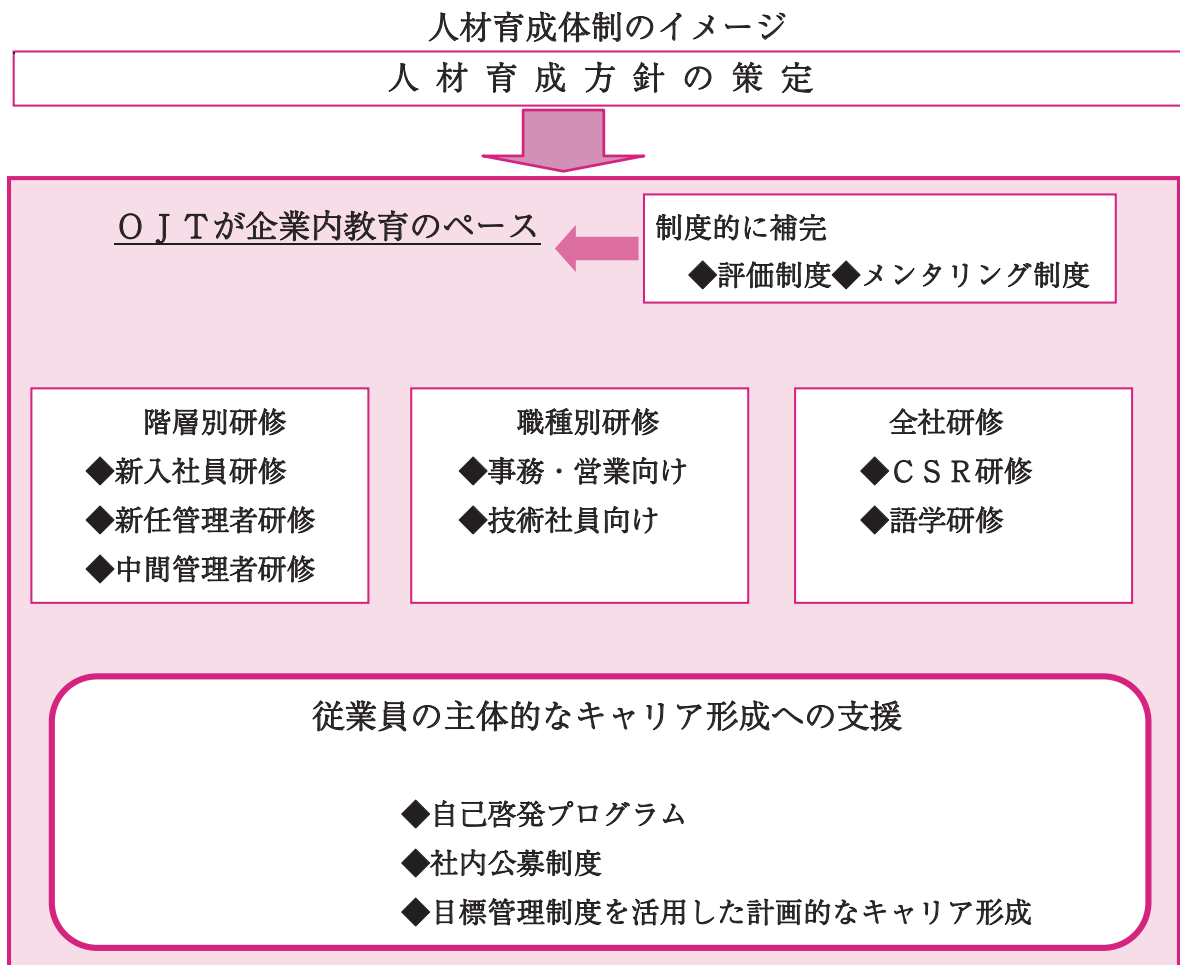 人材育成体制のイメージ
人 材 育 成 方 針 の 策 定
ＯＪＴが企業内教育のペース
制度的に補完
◆評価制度◆メンタリング制度
階層別研修
◆新入社員研修
◆新任管理者研修
◆中間管理者研修
職種別研修
◆事務・営業向け
◆技術社員向け
全社研修
◆ＣＳＲ研修
◆語学研修
従業員の主体的なキャリア形成への支援
◆自己啓発プログラム
◆社内公募制度
◆目標管理制度を活用した計画的なキャリア形成